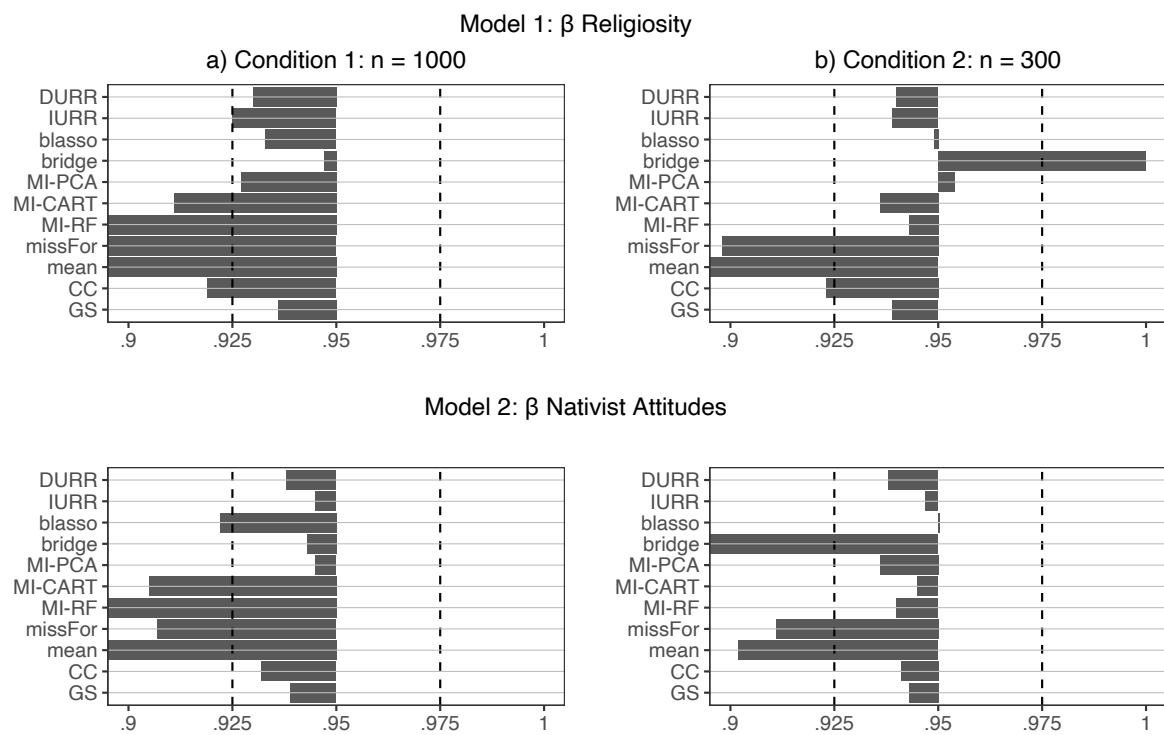 Model 1: β Religiosity
a) Condition 1: n = 1000
b) Condition 2: n = 300
DURR
IURR
blasso
bridge
MI-PCA
MI-CART
MI-RF
missFor
mean
CC
GS
.9 .925 .95 .975 1
DURR
IURR
blasso
bridge
MI-PCA
MI-CART
MI-RF
missFor
mean
CC
GS
.9 .925 .95 .975 1
Model 2: β Nativist Attitudes
DURR
IURR
blasso
bridge
MI-PCA
MI-CART
MI-RF
missFor
mean
CC
GS
.9 .925 .95 .975 1
DURR
IURR
blasso
bridge
MI-PCA
MI-CART
MI-RF
missFor
mean
CC
GS
.9 .925 .95 .975 1